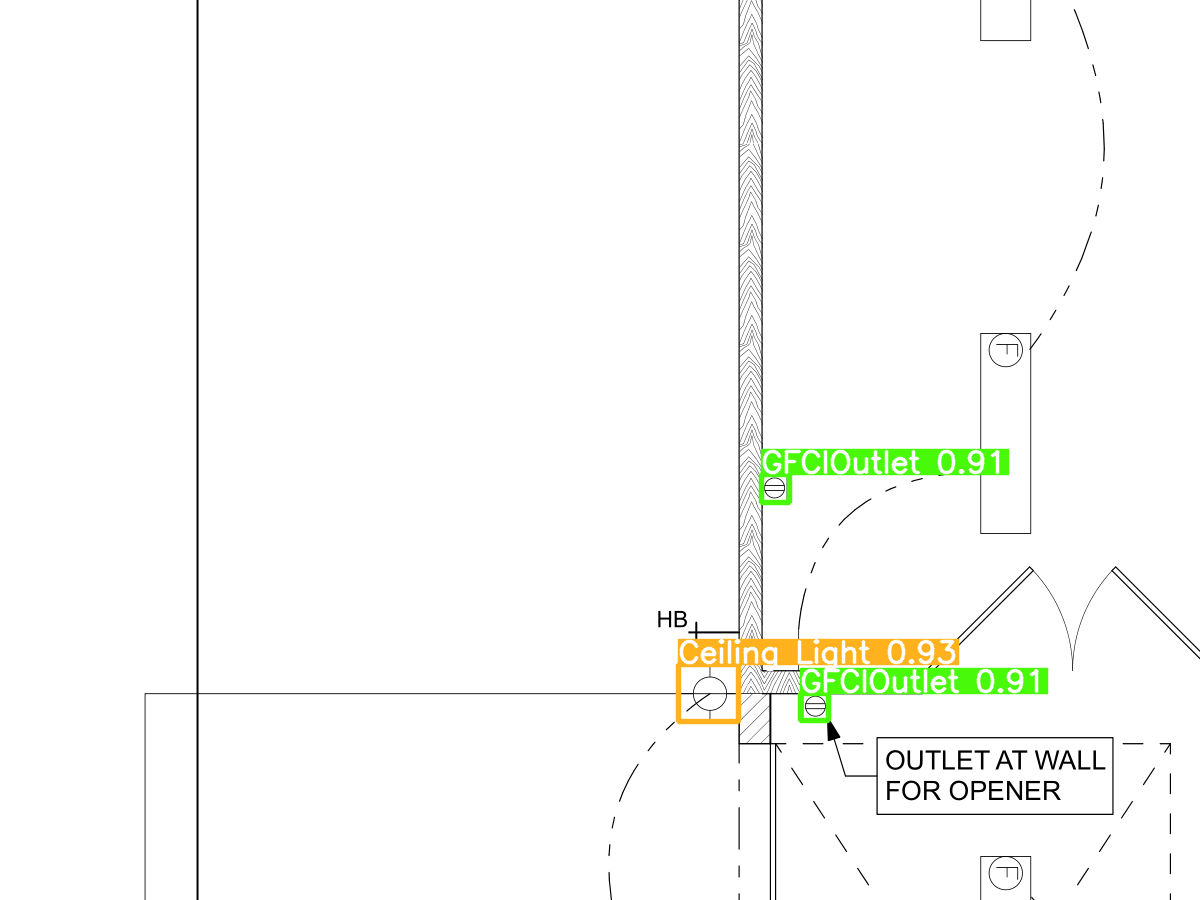 F
GFCIOutlet 0.91
HB
Ceiling Light 0.93
GFCIOutlet 0.91
OUTLET AT WALL
FOR OPENER
F